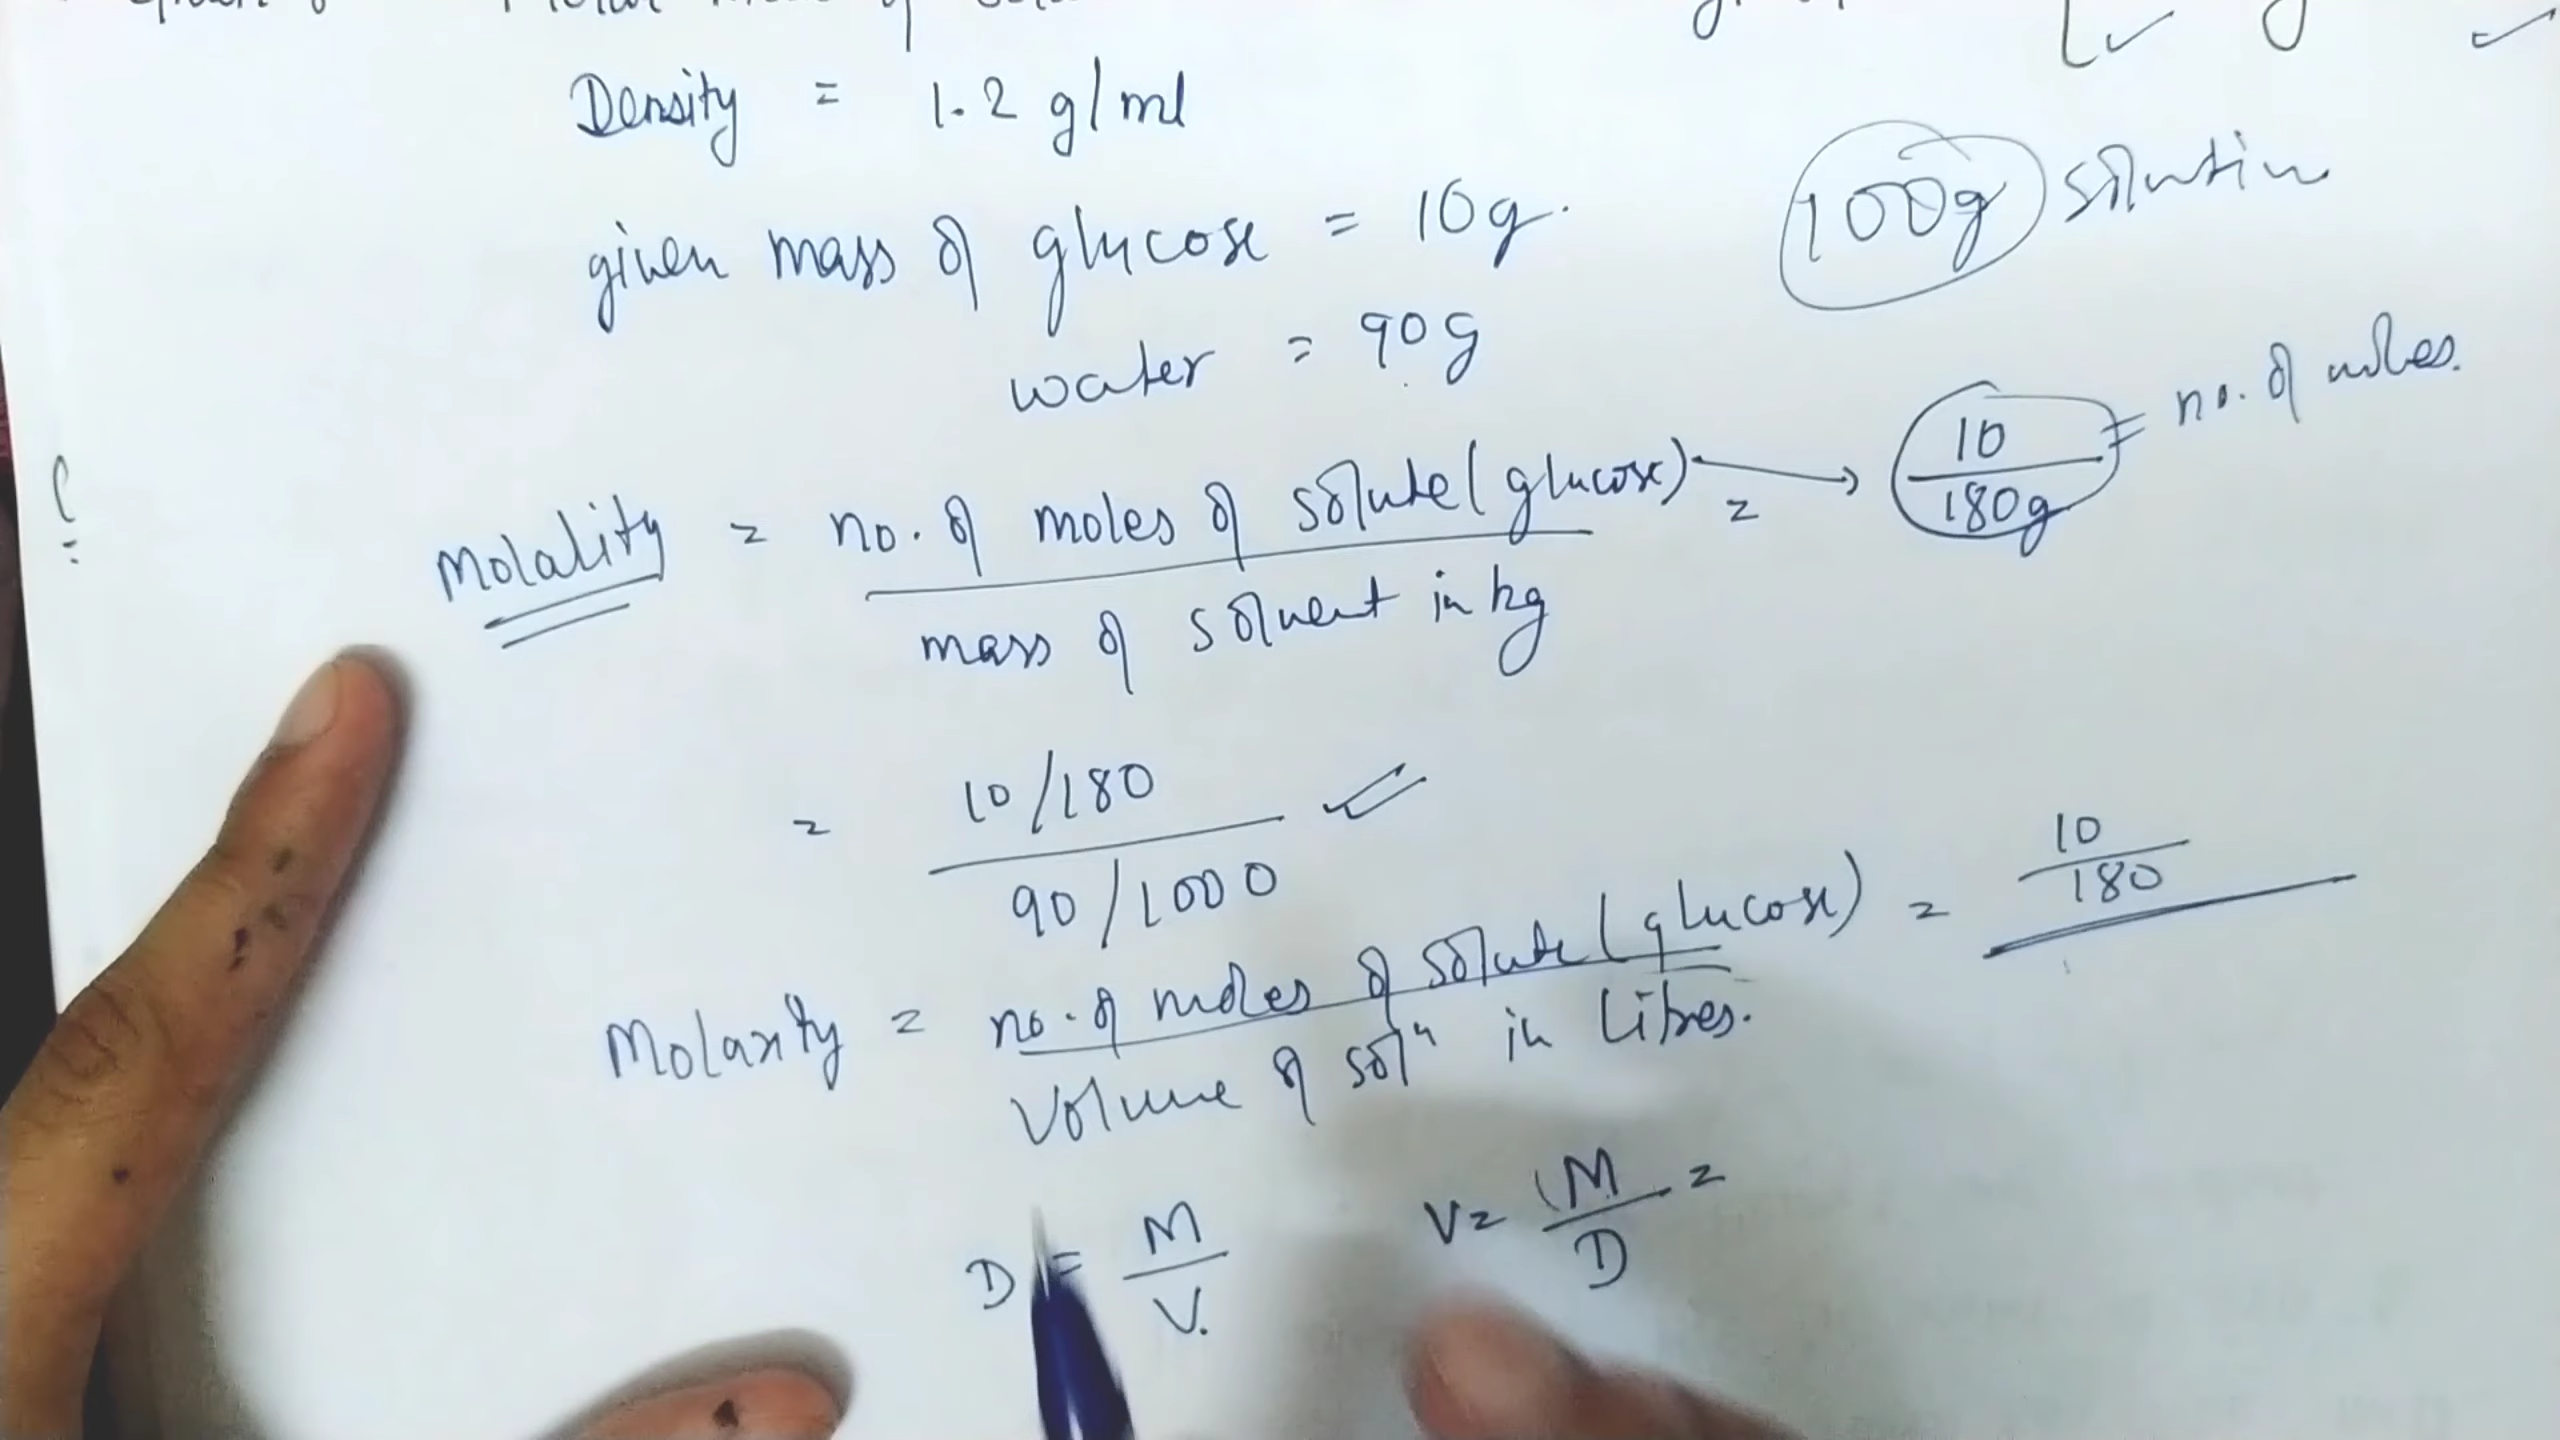 Density = 1.2 g/ml
given mass of glucose = 10g.
100g solution
water = 90g
Molality = no. of moles of solute (glucose) =
mass of solvent in kg
10 = no. of moles.
180g
= 10/180
90/1000
Molarity = no. of moles of solute (glucose) = 10
180
Volume of solⁿ in litres.
D = M
V.
V = M =
D